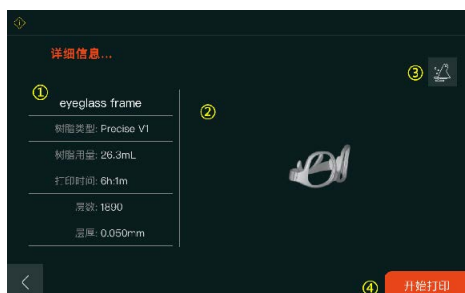 详细信息...
①
eyeglass frame
②
③
树脂类型: Precise V1
树脂用量: 26.3mL
打印时间: 6h:1m
层数: 1890
层厚: 0.050mm
④
开始打印